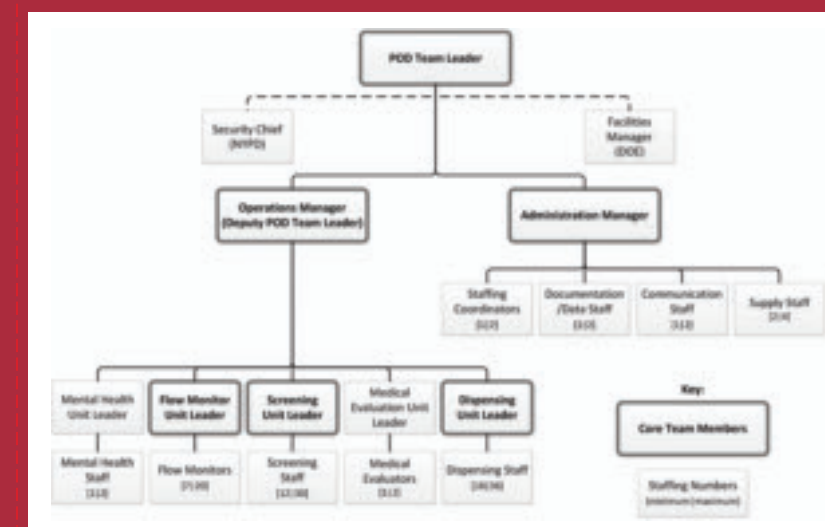 POD Team Leader
Security Chief
(NYPD)
Facilities
Manager
(DOE)
Operations Manager
(Deputy POD Team Leader)
Administration Manager
Staffing
Coordinators
Documentation
/Data Staff
Communication
Staff
Supply Staff
Mental Health
Unit Leader
Flow Monitor
Unit Leader
Screening
Unit Leader
Medical
Evaluation Unit
Leader
Dispensing
Unit Leader
Mental Health
Staff
Flow Monitors
Screening
Staff
Medical
Evaluators
Dispensing Staff
Key:
Core Team Members
Staffing Numbers
(minimum|maximum)